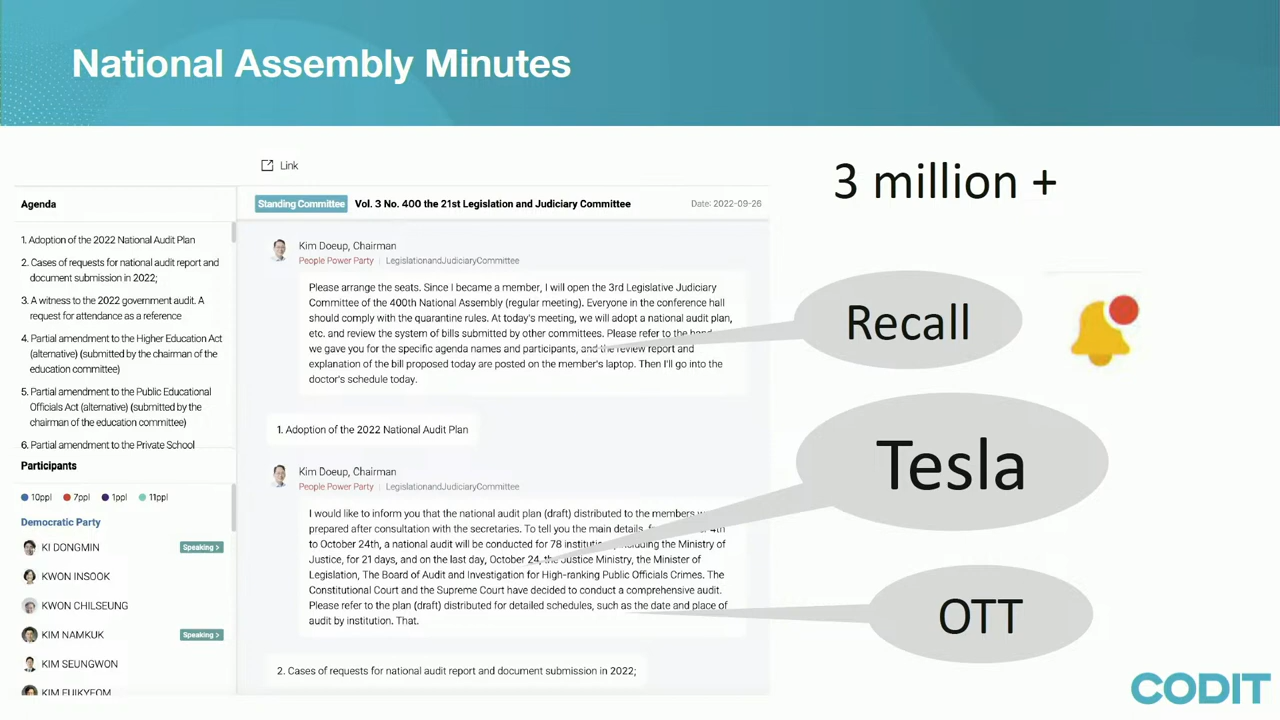 National Assembly Minutes
Link
Agenda
1. Adoption of the 2022 National Audit Plan
2. Cases of requests for national audit report and
document submission in 2022;
3. A witness to the 2022 government audit. A
request for attendance as a reference
4. Partial amendment to the Higher Education Act
(alternative) (submitted by the chairman of the
education committee)
5. Partial amendment to the Public Educational
Officials Act (alternative) (submitted by the
chairman of the education committee)
6. Partial amendment to the Private School
Participants
10ppl 7ppl 1ppl 11ppl
Democratic Party
KI DONGMIN Speaking >
KWON INSOOK
KWON CHILSEUNG
KIM NAMKUK Speaking >
KIM SEUNGWON
KIM EUIKYEOM
Standing Committee Vol. 3 No. 400 the 21st Legislation and Judiciary Committee Date: 2022-09-26
Kim Doeup, Chairman
People Power Party | LegislationandJudiciaryCommittee
Please arrange the seats. Since I became a member, I will open the 3rd Legislative Judiciary
Committee of the 400th National Assembly (regular meeting). Everyone in the conference hall
should comply with the quarantine rules. At today's meeting, we will adopt a national audit plan,
etc. and review the system of bills submitted by other committees. Please refer to the
we gave you for the specific agenda names and participants, and the review report and
explanation of the bill proposed today are posted on the member's laptop. Then I'll go into the
doctor's schedule today.
1. Adoption of the 2022 National Audit Plan
Kim Doeup, Chairman
People Power Party | LegislationandJudiciaryCommittee
I would like to inform you that the national audit plan (draft) distributed to the members
prepared after consultation with the secretaries. To tell you the main details, 4th
to October 24th, a national audit will be conducted for 78 including the Ministry of
Justice, for 21 days, and on the last day, October 24, the Justice Ministry, the Minister of
Legislation, The Board of Audit and Investigation for High-ranking Public Officials Crimes. The
Constitutional Court and the Supreme Court have decided to conduct a comprehensive audit.
Please refer to the plan (draft) distributed for detailed schedules, such as the date and place of
audit by institution. That.
2. Cases of requests for national audit report and document submission in 2022;
3 million +
Recall
Tesla
OTT
CODIT